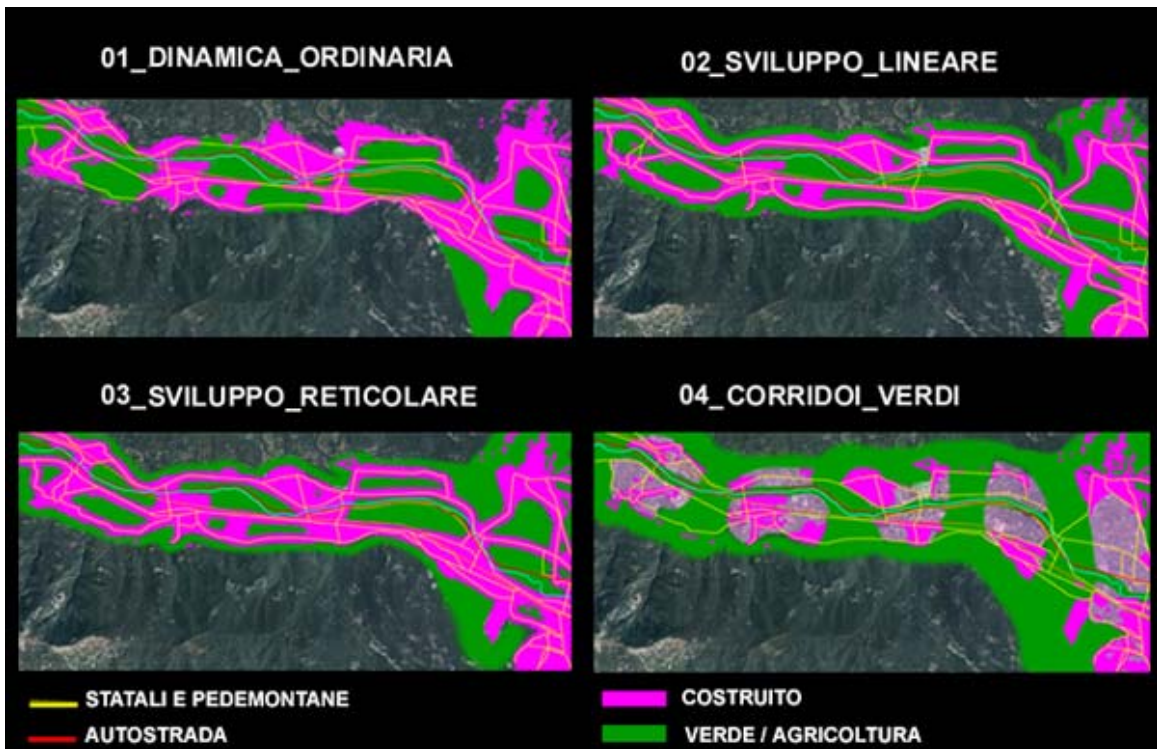 01_DINAMICA_ORDINARIA
02_SVILUPPO_LINEARE
03_SVILUPPO_RETICOLARE
04_CORRIDOI_VERDI
STATALI E PEDEMONTANE
AUTOSTRADA
COSTRUITO
VERDE / AGRICOLTURA